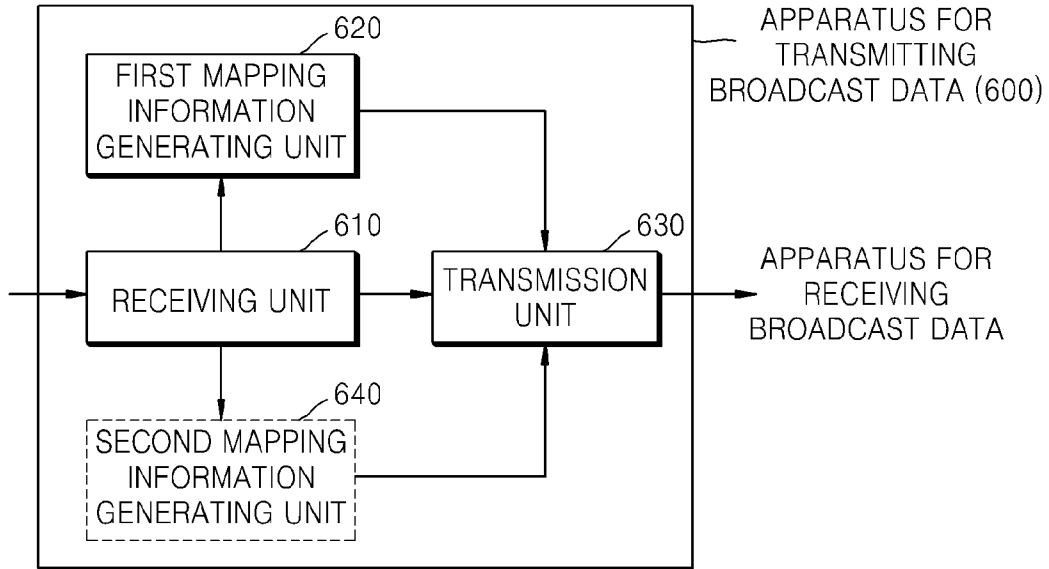 620
FIRST MAPPING
INFORMATION
GENERATING UNIT
APPARATUS FOR
TRANSMITTING
BROADCAST DATA (600)
610
RECEIVING UNIT
630
TRANSMISSION
UNIT
APPARATUS FOR
RECEIVING
BROADCAST DATA
640
SECOND MAPPING
INFORMATION
GENERATING UNIT